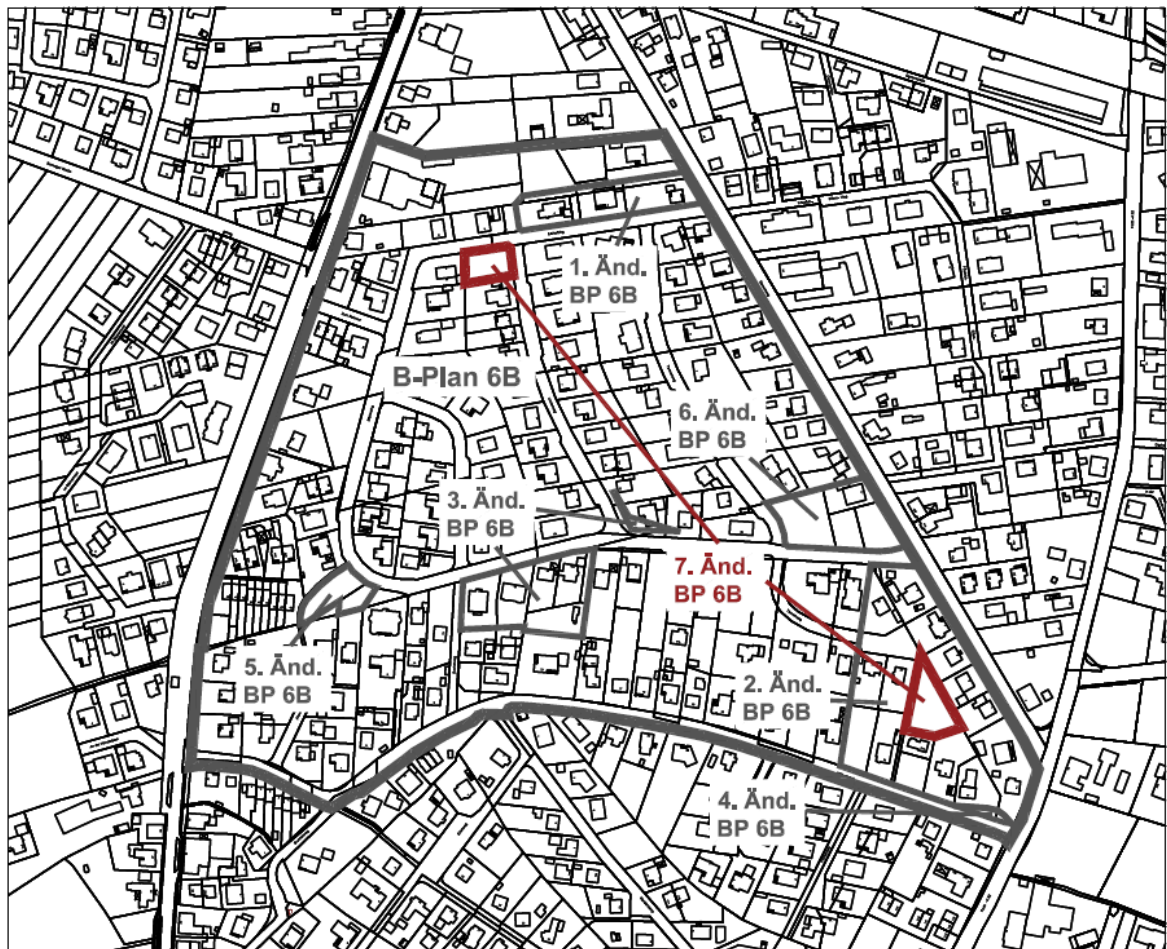 1. Änd.
BP 6B
B-Plan 6B
6. Änd.
BP 6B
3. Änd.
BP 6B
7. Änd.
BP 6B
5. Änd.
BP 6B
2. Änd.
BP 6B
4. Änd.
BP 6B